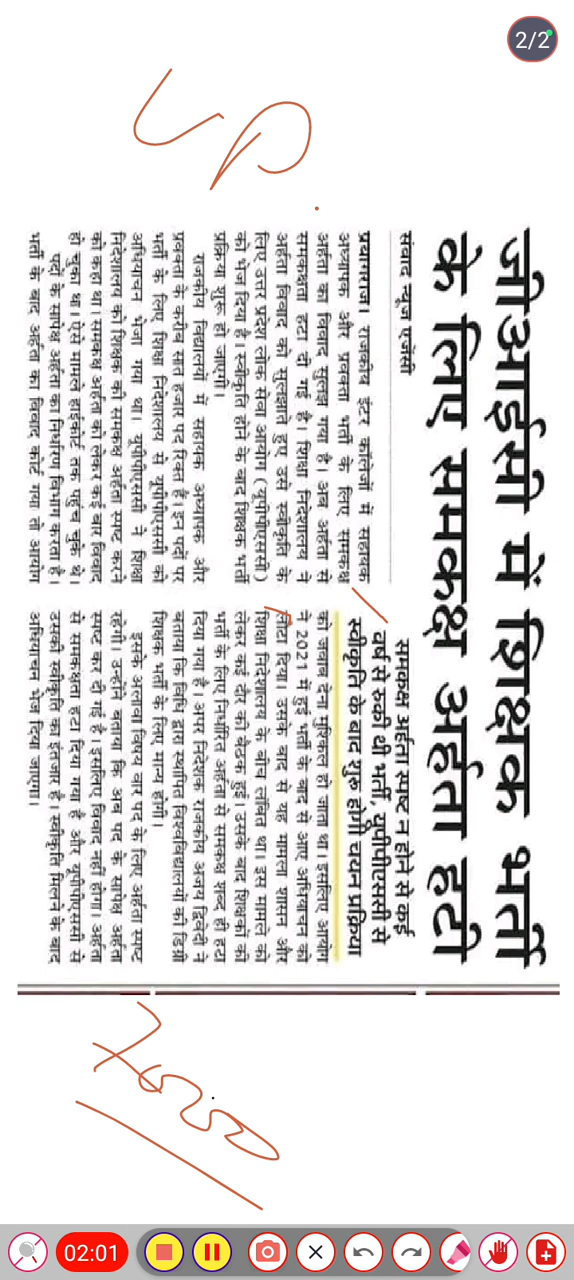 2/2
UP
जीआईसी में शिक्षक भर्ती
के लिए समकक्ष अर्हता हटी
संवाद न्यूज एजेंसी
प्रयागराज। राजकीय इंटर कॉलेजों में सहायक
अध्यापक और प्रवक्ता भर्ती के लिए समकक्ष
अर्हता का विवाद सुलझ गया है। अब अर्हता से
समकक्षता हटा दी गई है। शिक्षा निदेशालय ने
अर्हता विवाद को सुलझाते हुए उसे स्वीकृति के
लिए उत्तर प्रदेश लोक सेवा आयोग (यूपीपीएससी)
को भेज दिया है। स्वीकृति होने के बाद शिक्षक भर्ती
प्रक्रिया शुरू हो जाएगी।
राजकीय विद्यालयों में सहायक अध्यापक और
प्रवक्ता के करीब सात हजार पद रिक्त हैं। इन पदों पर
भर्ती के लिए शिक्षा निदेशालय से यूपीपीएससी को
अधियाचन भेजा गया था। यूपीपीएससी ने शिक्षा
निदेशालय को शिक्षक की समकक्ष अर्हता स्पष्ट करने
को कहा था। समकक्ष अर्हता को लेकर कई बार विवाद
हो चुका था। ऐसे मामले हाईकोर्ट तक पहुंच चुके थे।
पदों के सापेक्ष अर्हता का निर्धारण विभाग करता है।
भर्ती के बाद अर्हता का विवाद कोर्ट गया तो आयोग
समकक्ष अर्हता स्पष्ट न होने से कई
वर्ष से रुकी थी भर्ती, यूपीपीएससी से
स्वीकृति के बाद शुरू होगी चयन प्रक्रिया
को जवाब देना मुश्किल हो जाता था। इसलिए आयोग
ने 2021 में हुई भर्ती के बाद से आए अधियाचन को
लौटा दिया। उसके बाद से यह मामला शासन और
शिक्षा निदेशालय के बीच लंबित था। इस मामले को
लेकर कई दौर की बैठक हुई। उसके बाद शिक्षकों की
भर्ती के लिए निर्धारित अर्हता से समकक्ष शब्द ही हटा
दिया गया है। अपर निदेशक राजकीय अजय द्विवेदी ने
बताया कि विधि द्वारा स्थापित विश्वविद्यालयों की डिग्री
शिक्षक भर्ती के लिए मान्य होगी।
इसके अलावा विषय वार पद के लिए अर्हता स्पष्ट
रहेगी। उन्होंने बताया कि अब पद के सापेक्ष अर्हता
स्पष्ट कर दी गई है। इसलिए विवाद नहीं होगा। अर्हता
से समकक्षता हटा दिया गया है और यूपीपीएससी से
उसकी स्वीकृति का इंतजार है। स्वीकृति मिलने के बाद
अधियाचन भेज दिया जाएगा।
02:01